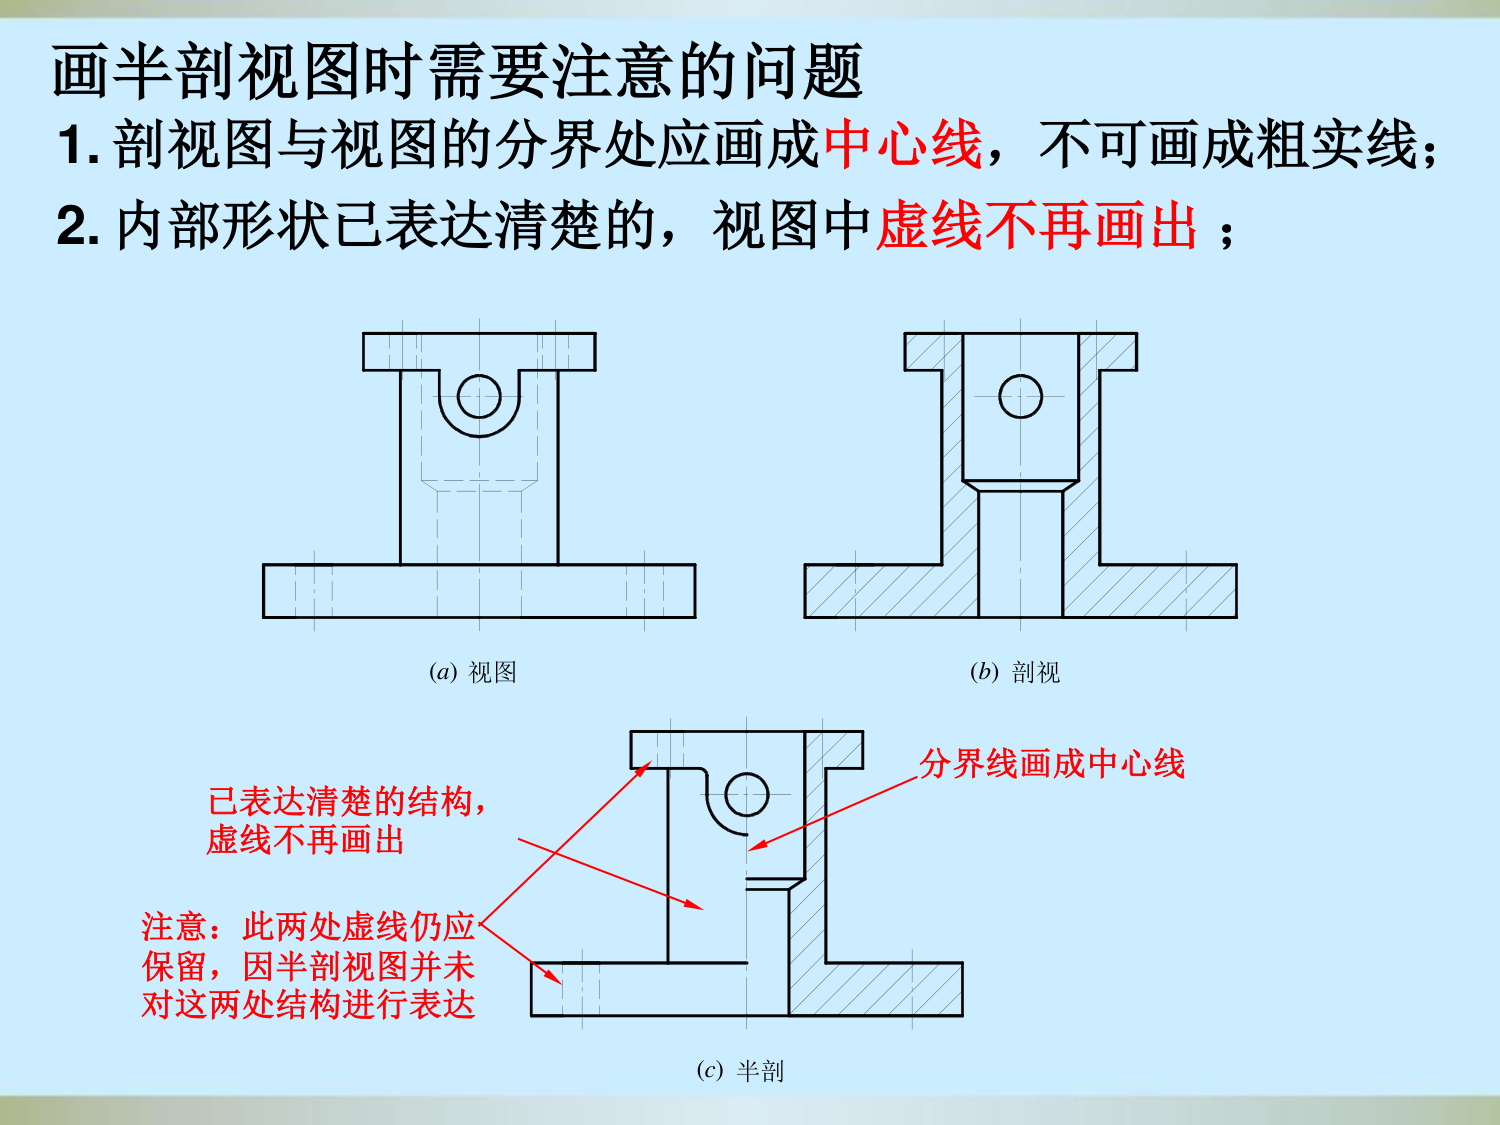 画半剖视图时需要注意的问题
1. 剖视图与视图的分界处应画成中心线，不可画成粗实线；
2. 内部形状已表达清楚的，视图中虚线不再画出 ；
(a) 视图
(b) 剖视
分界线画成中心线
已表达清楚的结构，
虚线不再画出
注意：此两处虚线仍应
保留，因半剖视图并未
对这两处结构进行表达
(c) 半剖